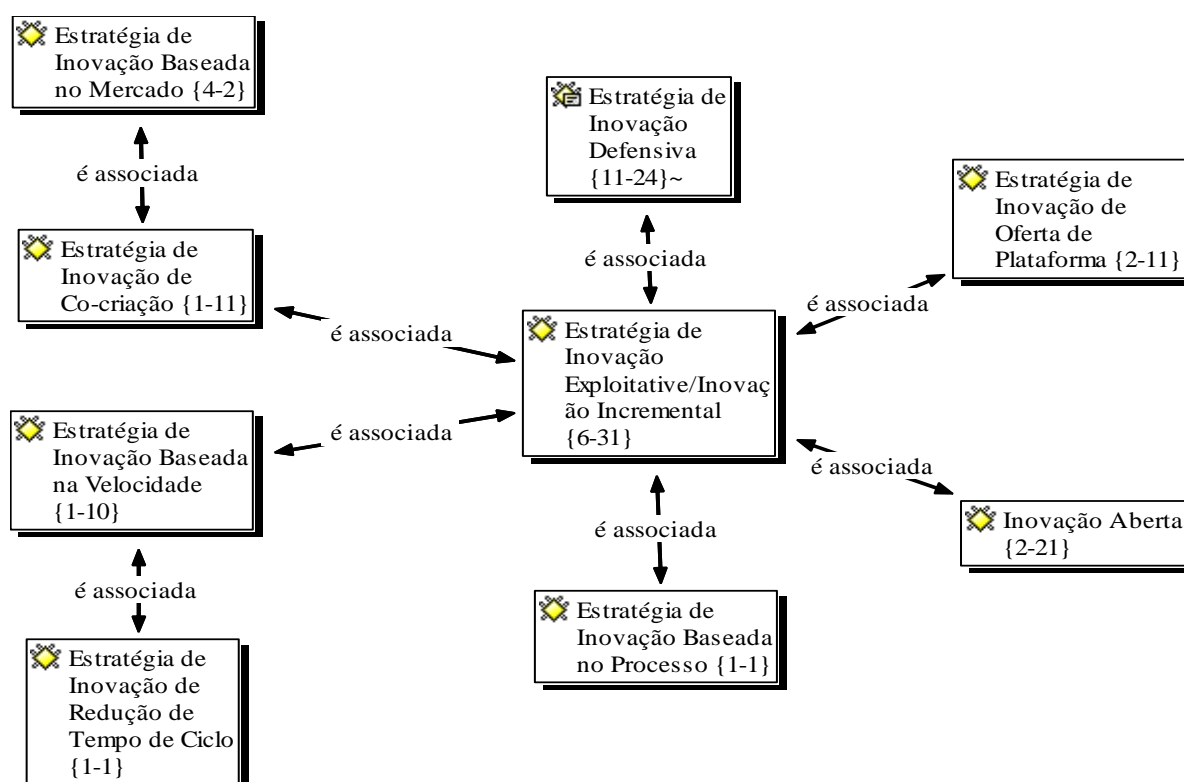 Estratégia de
Inovação Baseada
no Mercado {4-2}
Estratégia de
Inovação
Defensiva
{11-24}~
Estratégia de
Inovação de
Oferta de
Plataforma {2-11}
é associada
Estratégia de
Inovação de
Co-criação {1-11}
é associada
é associada
é associada
Estratégia de
Inovação
Exploitative/Inovaç
ão Incremental
{6-31}
Estratégia de
Inovação Baseada
na Velocidade
{1-10}
é associada
é associada
Inovação Aberta
{2-21}
é associada
é associada
Estratégia de
Inovação Baseada
no Processo {1-1}
Estratégia de
Inovação de
Redução de
Tempo de Ciclo
{1-1}